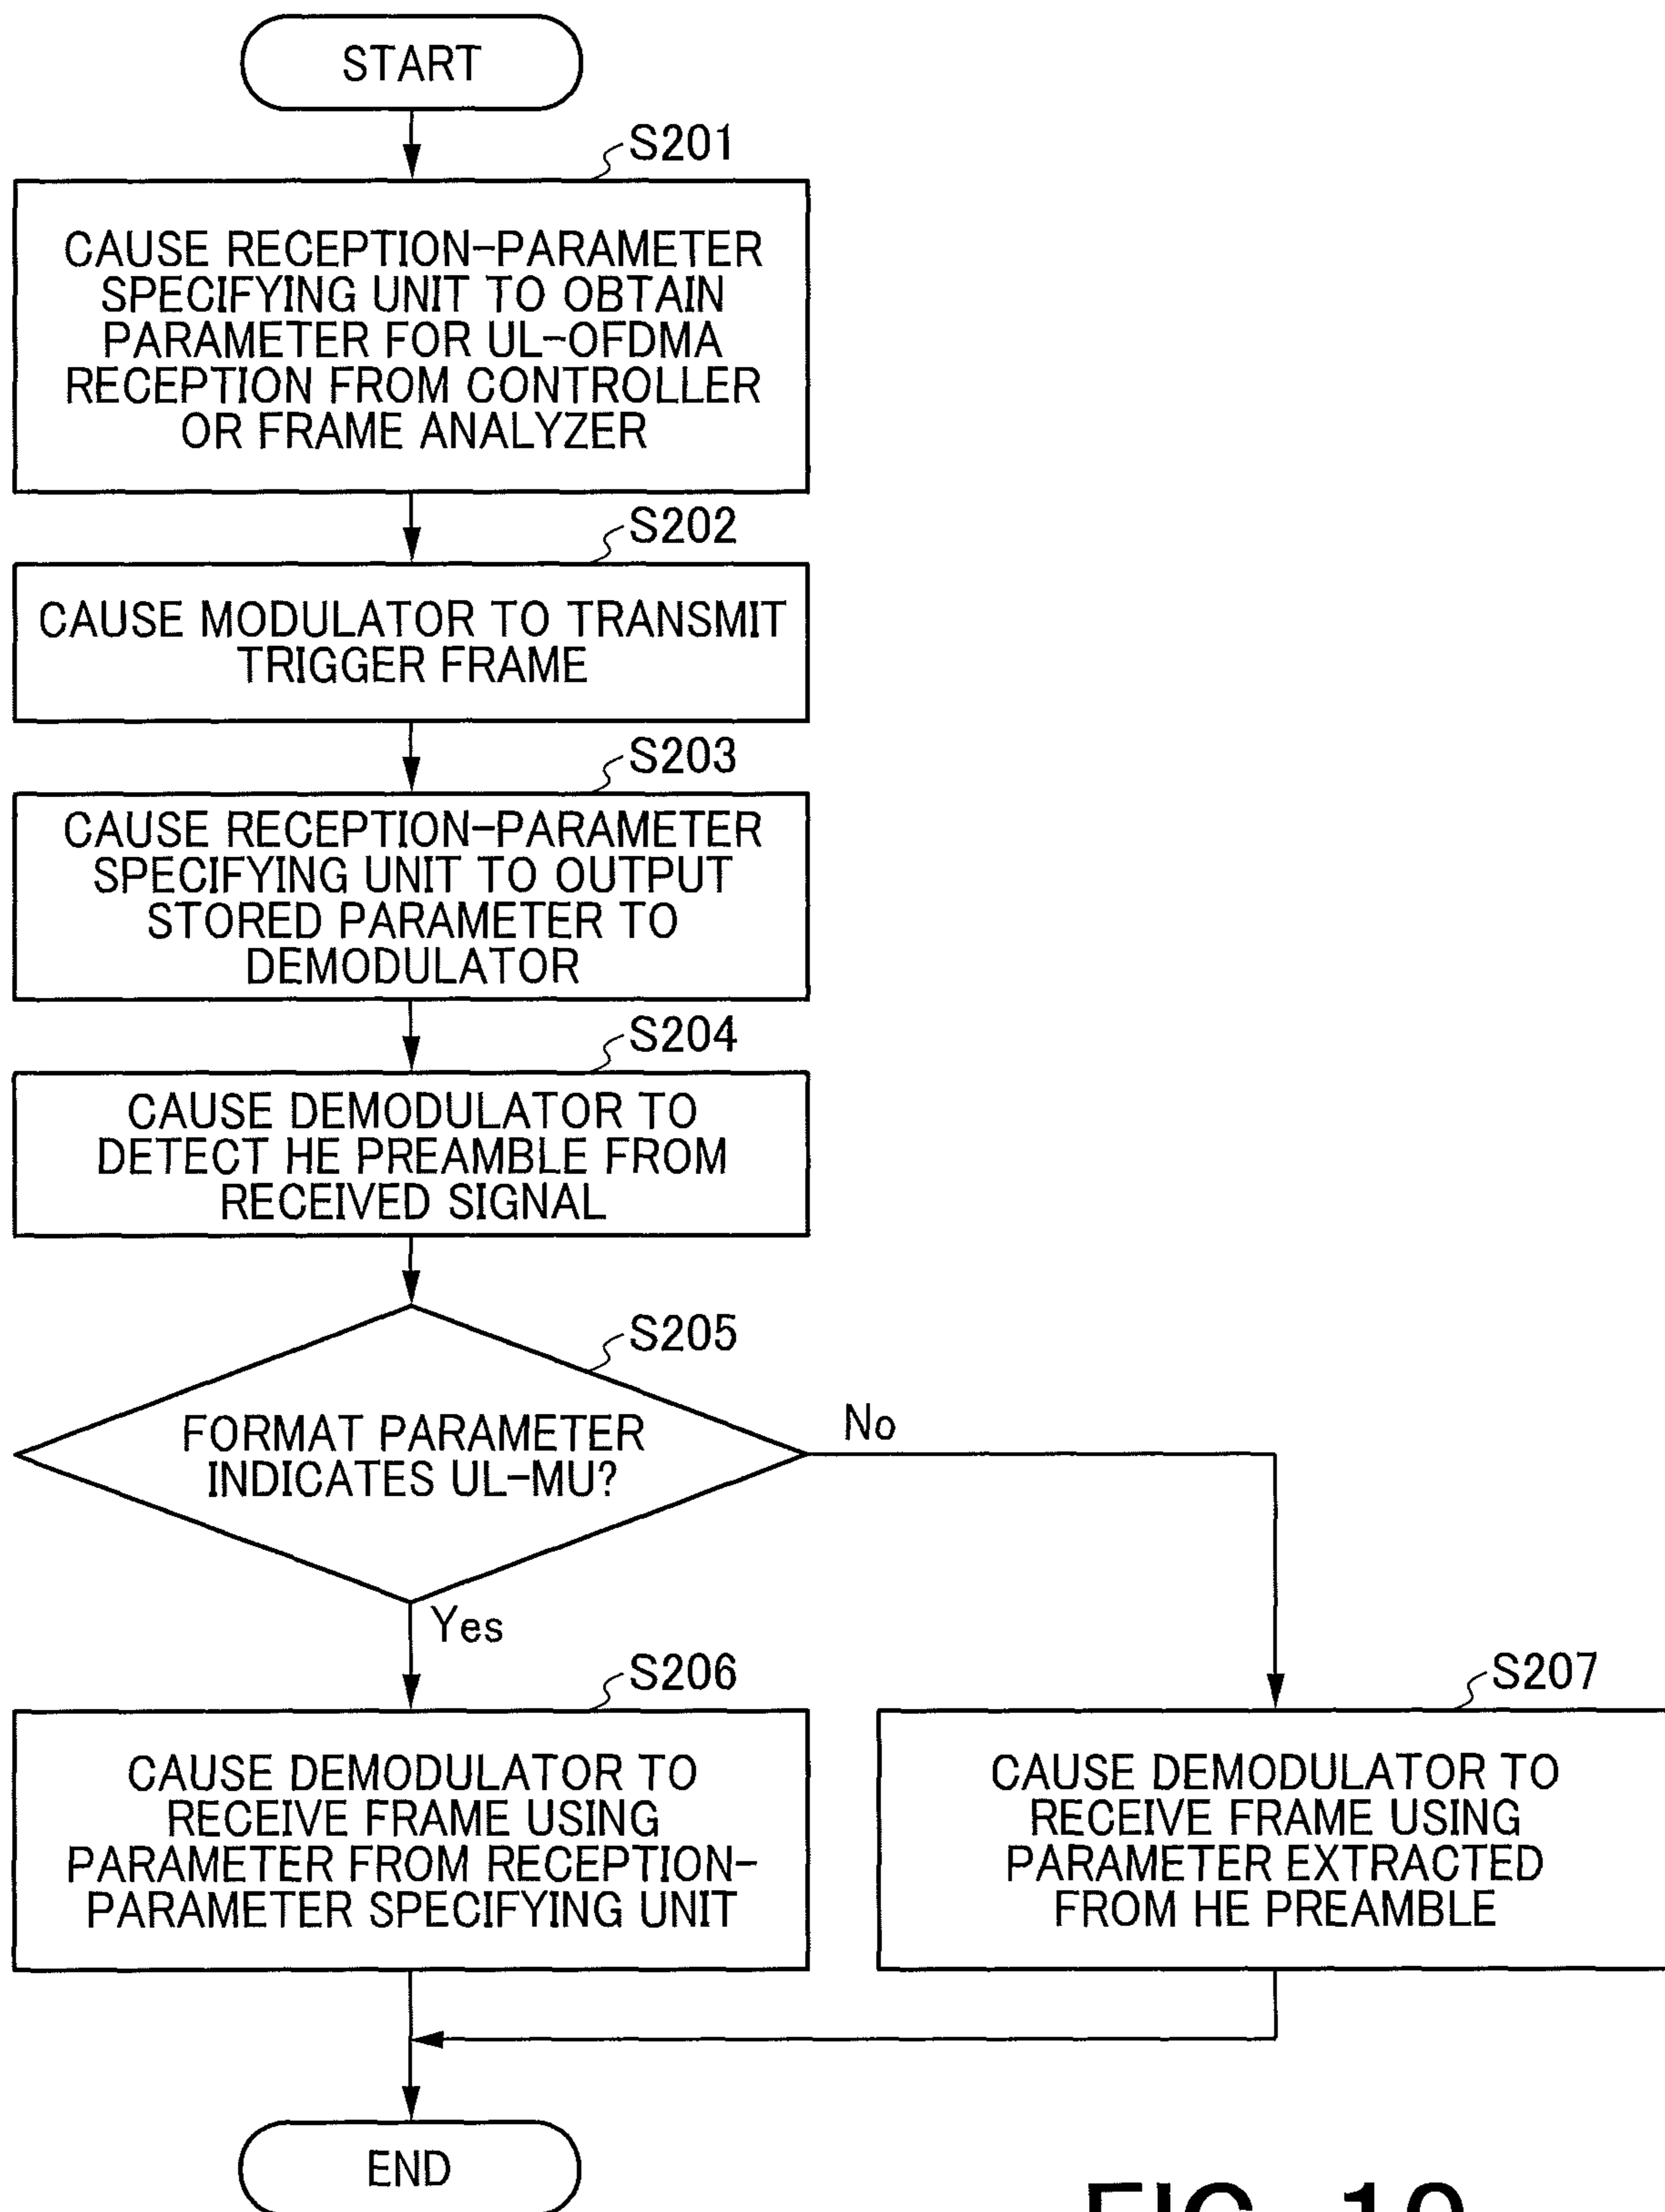 START
S201
CAUSE RECEPTION-PARAMETER
SPECIFYING UNIT TO OBTAIN
PARAMETER FOR UL-OFDMA
RECEPTION FROM CONTROLLER
OR FRAME ANALYZER
S202
CAUSE MODULATOR TO TRANSMIT
TRIGGER FRAME
S203
CAUSE RECEPTION-PARAMETER
SPECIFYING UNIT TO OUTPUT
STORED PARAMETER TO
DEMODULATOR
S204
CAUSE DEMODULATOR TO
DETECT HE PREAMBLE FROM
RECEIVED SIGNAL
S205
FORMAT PARAMETER
INDICATES UL-MU?
No
Yes
S206
CAUSE DEMODULATOR TO
RECEIVE FRAME USING
PARAMETER FROM RECEPTION-
PARAMETER SPECIFYING UNIT
S207
CAUSE DEMODULATOR TO
RECEIVE FRAME USING
PARAMETER EXTRACTED
FROM HE PREAMBLE
END
FIG.